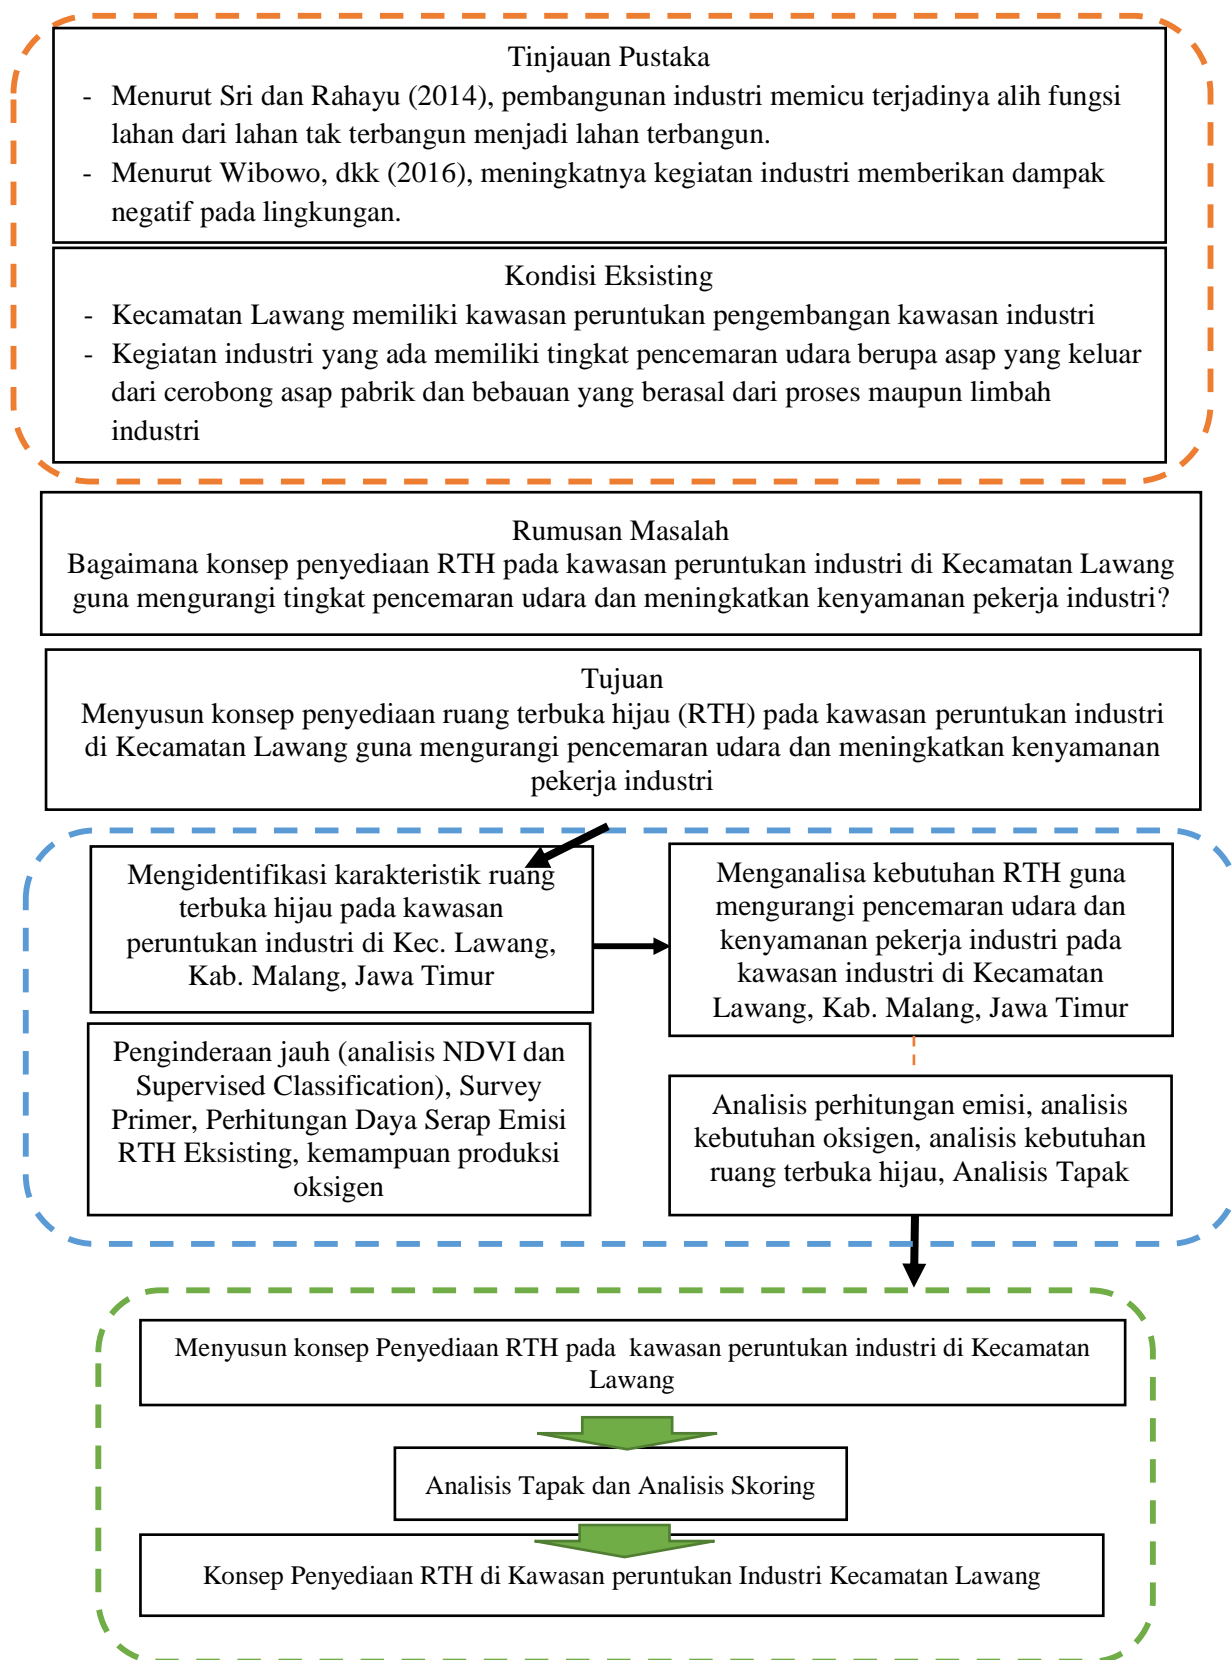 Tinjauan Pustaka
- Menurut Sri dan Rahayu (2014), pembangunan industri memicu terjadinya alih fungsi
lahan dari lahan tak terbangun menjadi lahan terbangun.
- Menurut Wibowo, dkk (2016), meningkatnya kegiatan industri memberikan dampak
negatif pada lingkungan.
Kondisi Eksisting
- Kecamatan Lawang memiliki kawasan peruntukan pengembangan kawasan industri
- Kegiatan industri yang ada memiliki tingkat pencemaran udara berupa asap yang keluar
dari cerobong asap pabrik dan bebauan yang berasal dari proses maupun limbah
industri
Rumusan Masalah
Bagaimana konsep penyediaan RTH pada kawasan peruntukan industri di Kecamatan Lawang
guna mengurangi tingkat pencemaran udara dan meningkatkan kenyamanan pekerja industri?
Tujuan
Menyusun konsep penyediaan ruang terbuka hijau (RTH) pada kawasan peruntukan industri
di Kecamatan Lawang guna mengurangi pencemaran udara dan meningkatkan kenyamanan
pekerja industri
Mengidentifikasi karakteristik ruang
terbuka hijau pada kawasan
peruntukan industri di Kec. Lawang,
Kab. Malang, Jawa Timur
Menganalisa kebutuhan RTH guna
mengurangi pencemaran udara dan
kenyamanan pekerja industri pada
kawasan industri di Kecamatan
Lawang, Kab. Malang, Jawa Timur
Penginderaan jauh (analisis NDVI dan
Supervised Classification), Survey
Primer, Perhitungan Daya Serap Emisi
RTH Eksisting, kemampuan produksi
oksigen
Analisis perhitungan emisi, analisis
kebutuhan oksigen, analisis kebutuhan
ruang terbuka hijau, Analisis Tapak
Menyusun konsep Penyediaan RTH pada kawasan peruntukan industri di Kecamatan
Lawang
Analisis Tapak dan Analisis Skoring
Konsep Penyediaan RTH di Kawasan peruntukan Industri Kecamatan Lawang